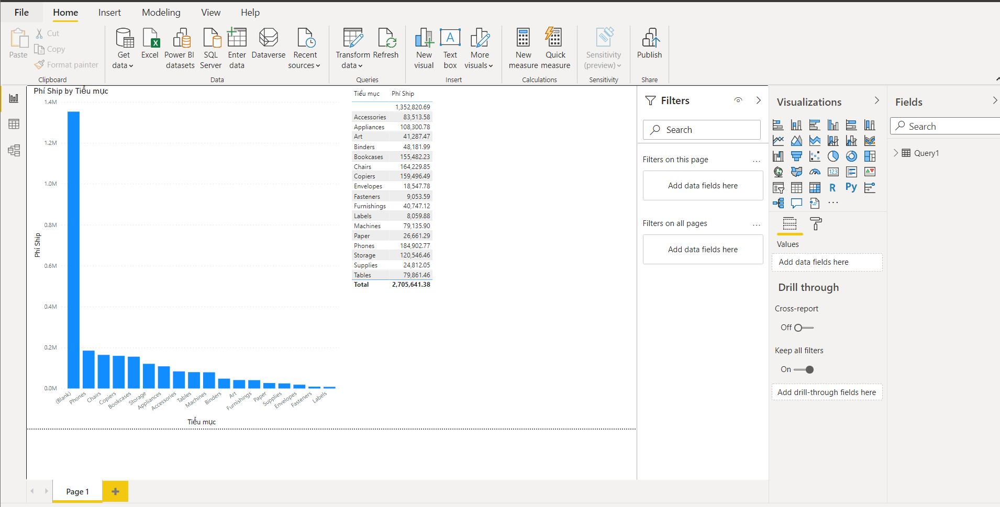 File Home Insert Modeling View Help
Paste
Cut
Copy
Format painter
Clipboard
Get data
Excel
Power BI datasets
SQL Server
Enter data
Dataverse
Recent sources
Data
Transform data
Refresh
Queries
New visual
Text box
More visuals
Insert
New measure
Quick measure
Calculations
Sensitivity (preview)
Sensitivity
Publish
Share
Phí Ship by Tiểu mục
1.4M
1.2M
1.0M
0.8M
0.6M
0.4M
0.2M
0.0M
Phí Ship
(Blank)
Phones
Chairs
Copiers
Bookcases
Storage
Appliances
Accessories
Tables
Machines
Binders
Art
Furnishings
Paper
Supplies
Envelopes
Fasteners
Labels
Tiểu mục
Tiểu mục Phí Ship
1,352,820.69
Accessories 83,513.58
Appliances 108,300.78
Art 41,287.47
Binders 48,181.99
Bookcases 155,482.23
Chairs 164,229.85
Copiers 159,496.49
Envelopes 18,547.78
Fasteners 9,053.59
Furnishings 40,747.12
Labels 8,059.88
Machines 79,135.90
Paper 26,661.29
Phones 184,902.77
Storage 120,546.46
Supplies 24,812.05
Tables 79,861.46
Total 2,705,641.38
Filters
Search
Filters on this page ...
Add data fields here
Filters on all pages ...
Add data fields here
Visualizations
123
R
Py
...
Values
Add data fields here
Drill through
Cross-report
Off
Keep all filters
On
Add drill-through fields here
Fields
Search
Query1
Page 1